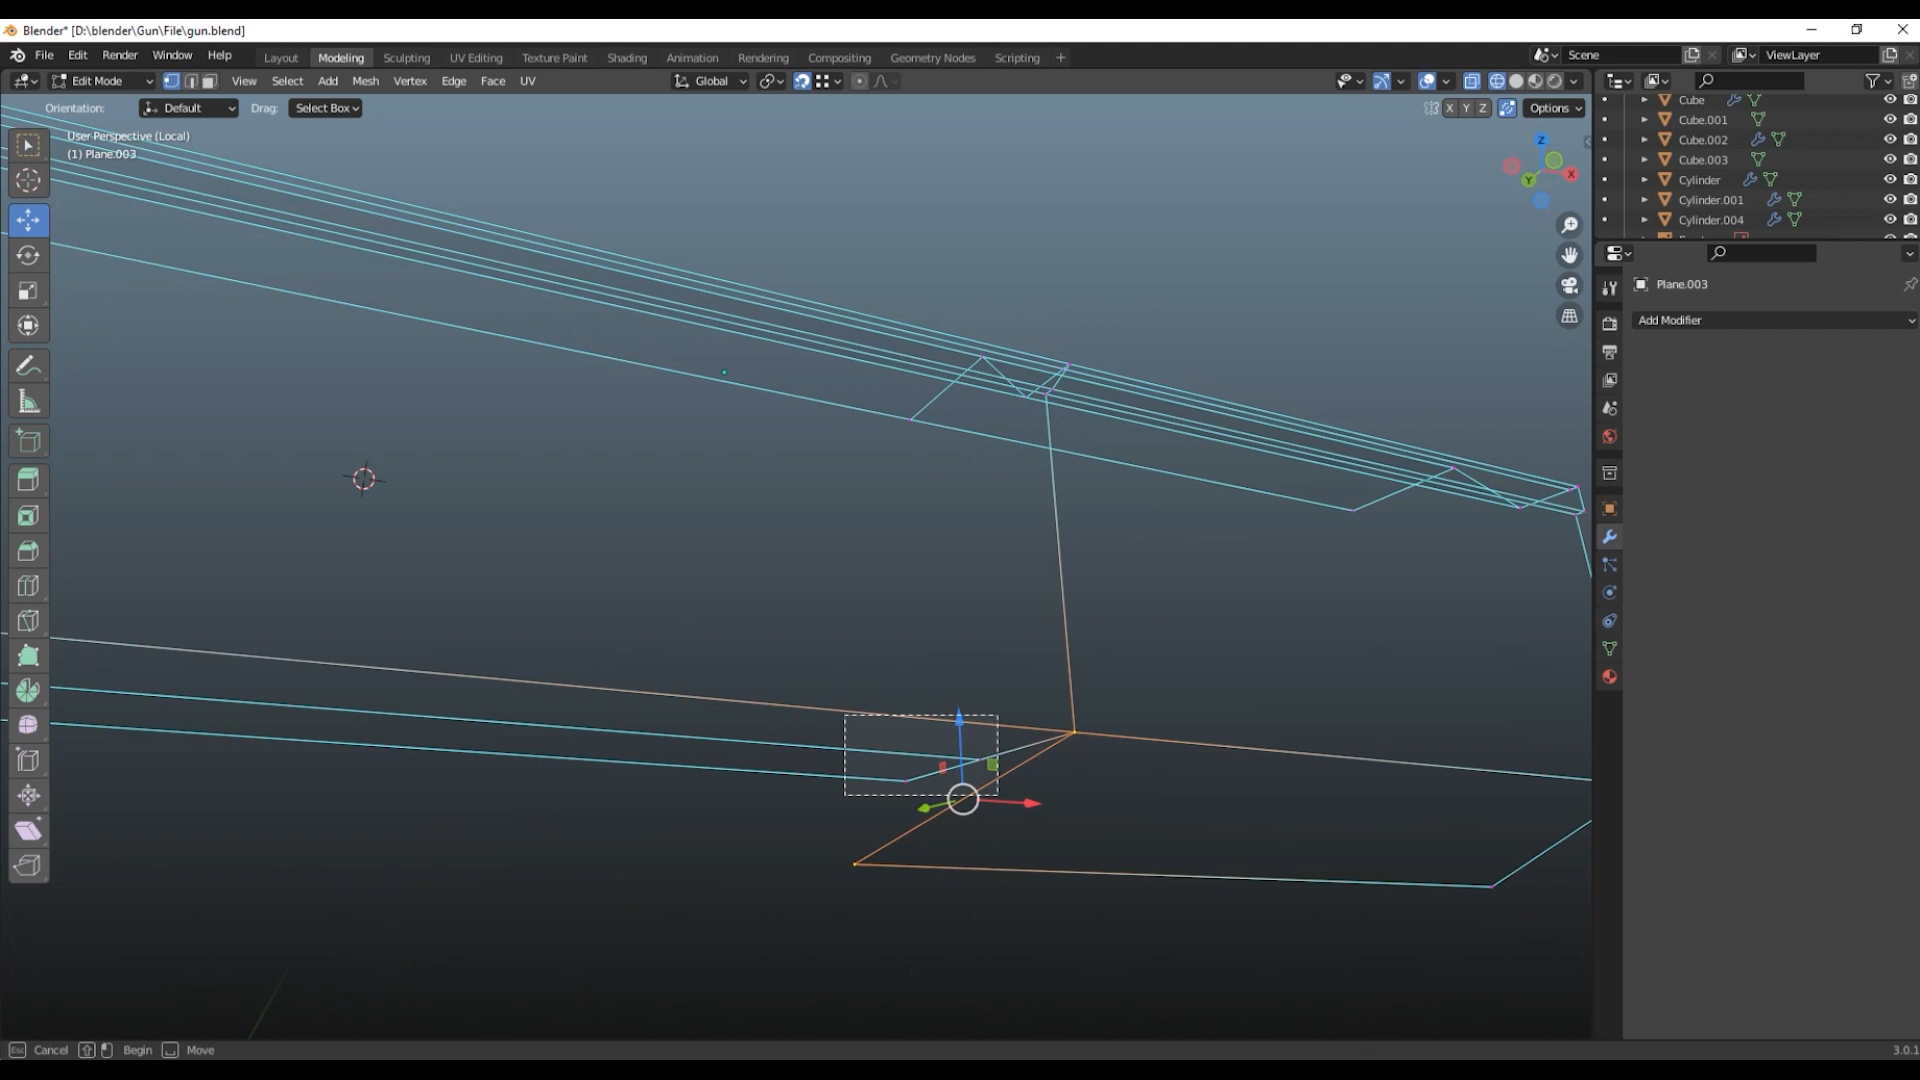 Blender* [D:\blender\Gun\File\gun.blend]
File Edit Render Window Help Layout Modeling Sculpting UV Editing Texture Paint Shading Animation Rendering Compositing Geometry Nodes Scripting + Scene ViewLayer
Edit Mode View Select Add Mesh Vertex Edge Face UV Global
Orientation: Default Drag: Select Box X Y Z Options
User Perspective (Local)
(1) Plane.003
Z
X
Y
Cube
Cube.001
Cube.002
Cube.003
Cylinder
Cylinder.001
Cylinder.004
Plane.003
Add Modifier
Esc Cancel Begin Move 3.0.1